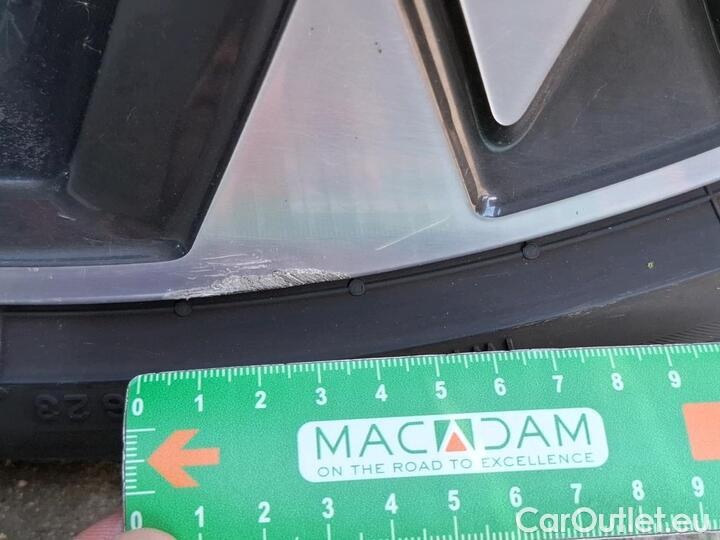 623
0 1 2 3 4 5 6 7 8 9
MACADAM
ON THE ROAD TO EXCELLENCE
0 1 2 3 4 5 6 7 8 9
CarOutlet.eu